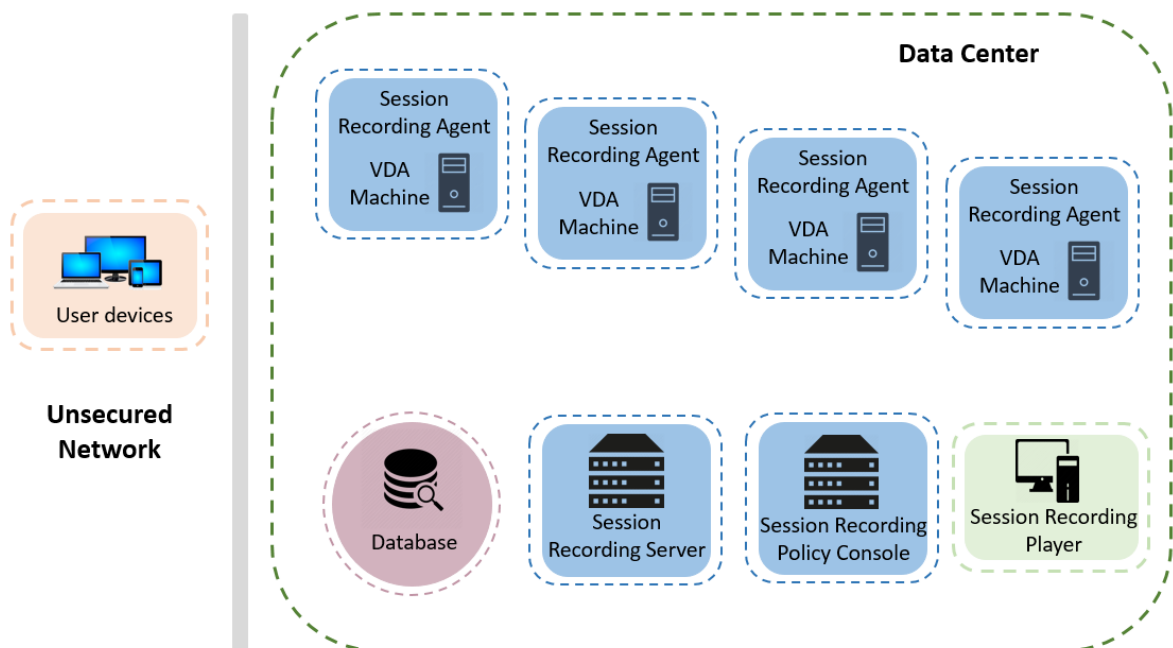 Data Center
Session
Recording Agent
VDA
Machine
Session
Recording Agent
VDA
Machine
Session
Recording Agent
VDA
Machine
Session
Recording Agent
VDA
Machine
User devices
Unsecured
Network
Database
Session
Recording Server
Session Recording
Policy Console
Session Recording
Player